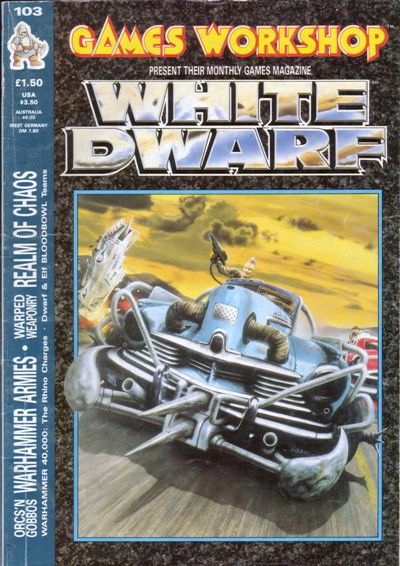 103
£1.50
USA
$3.50
AUSTRALIA
$4.50
WEST GERMANY
DM 7,80
GAMES WORKSHOP
PRESENT THEIR MONTHLY GAMES MAGAZINE
WHITE
DWARF
ORCS'N GOBBOS WARHAMMER ARMIES • WARPED WEAPONRY REALM OF CHAOS
WARHAMMER 40,000: The Rhino Charges · Dwarf & Elf BLOODBOWL Teams